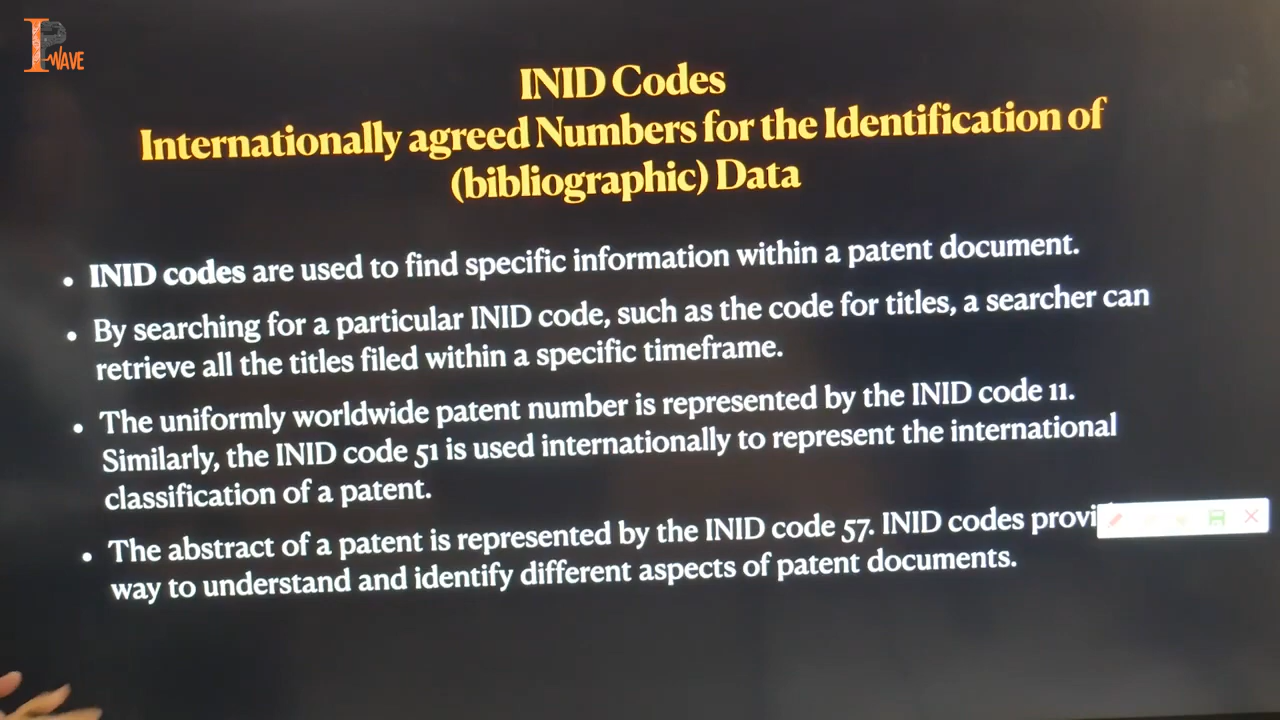 IP WAVE
INID Codes
Internationally agreed Numbers for the Identification of
(bibliographic) Data
• INID codes are used to find specific information within a patent document.
• By searching for a particular INID code, such as the code for titles, a searcher can
retrieve all the titles filed within a specific timeframe.
• The uniformly worldwide patent number is represented by the INID code 11.
Similarly, the INID code 51 is used internationally to represent the international
classification of a patent.
• The abstract of a patent is represented by the INID code 57. INID codes provi
way to understand and identify different aspects of patent documents.